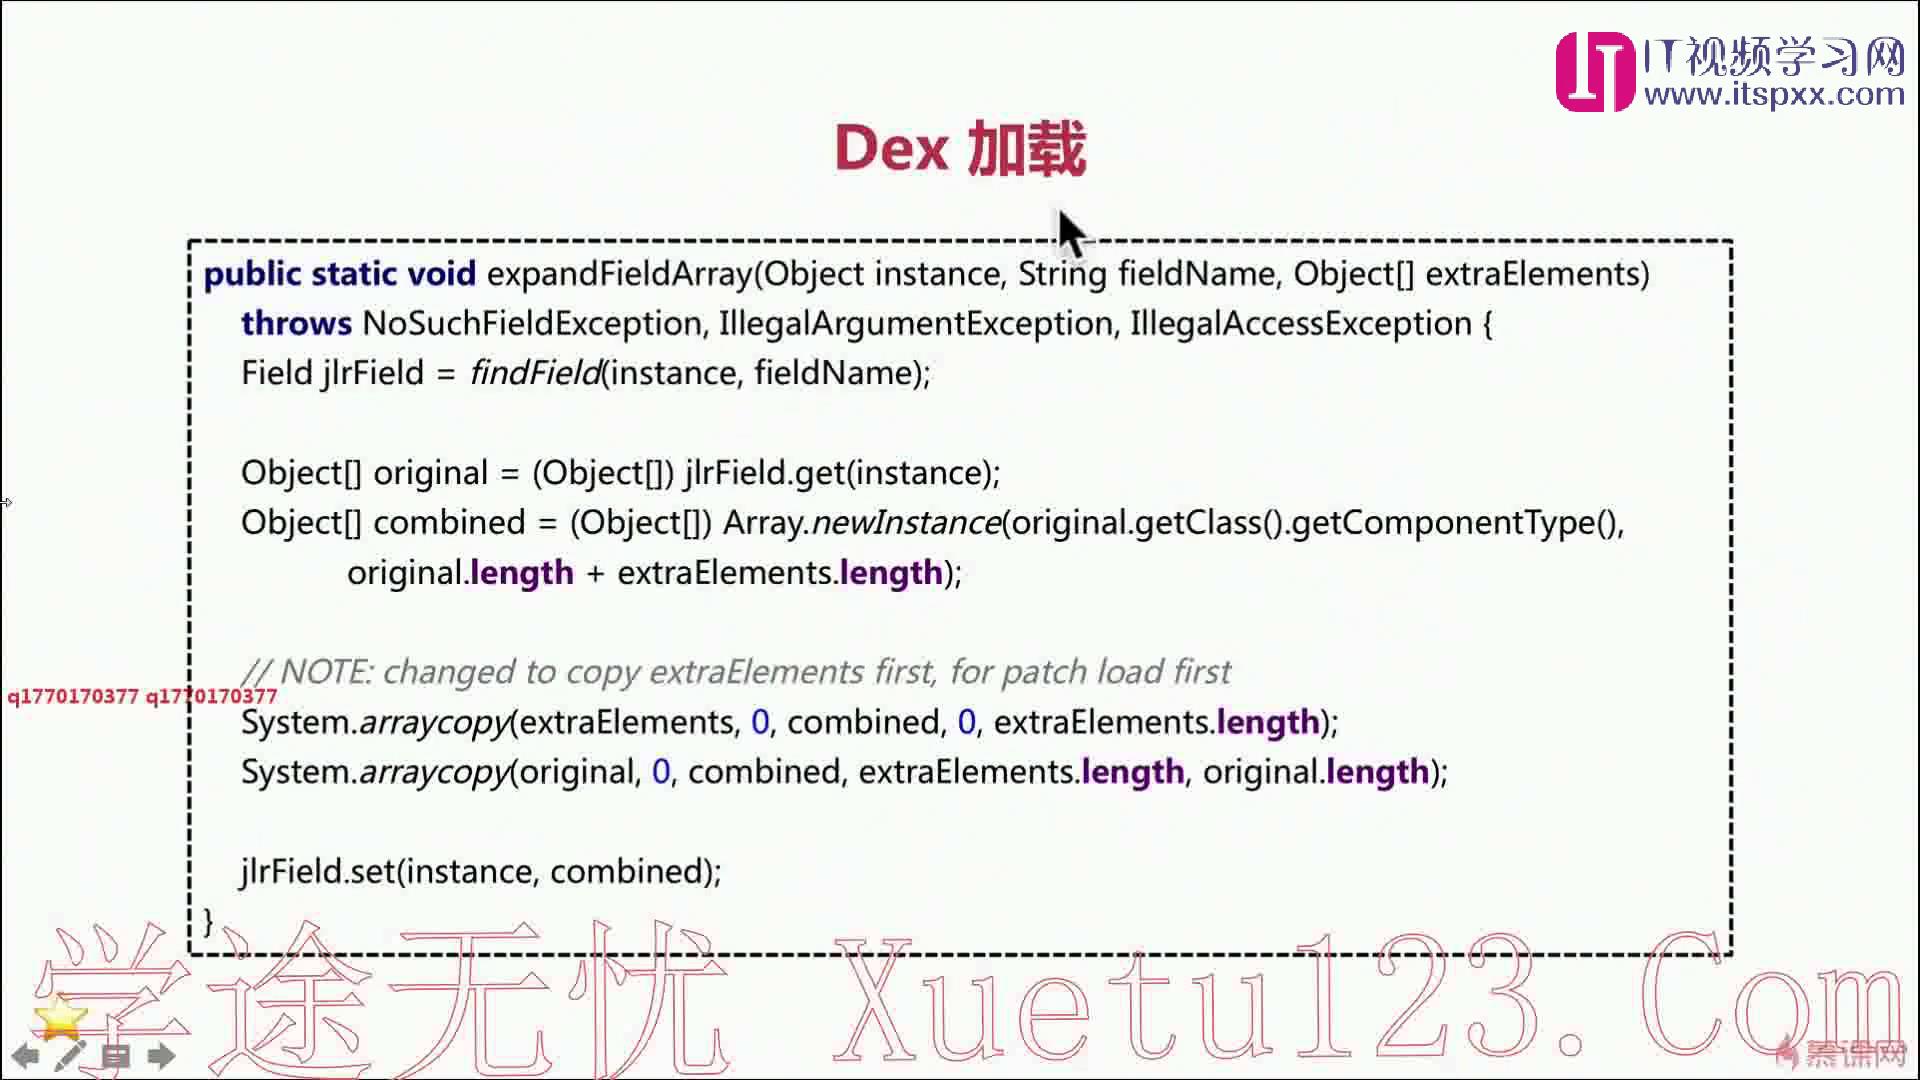 IT视频学习网
www.itspxx.com
Dex 加载
public static void expandFieldArray(Object instance, String fieldName, Object[] extraElements)
throws NoSuchFieldException, IllegalArgumentException, IllegalAccessException {
Field jlrField = findField(instance, fieldName);
Object[] original = (Object[]) jlrField.get(instance);
Object[] combined = (Object[]) Array.newInstance(original.getClass().getComponentType(),
original.length + extraElements.length);
// NOTE: changed to copy extraElements first, for patch load first
q1770170377 q1770170377
System.arraycopy(extraElements, 0, combined, 0, extraElements.length);
System.arraycopy(original, 0, combined, extraElements.length, original.length);
jlrField.set(instance, combined);
}
学途无忧 Xuetu123.Com
慕课网